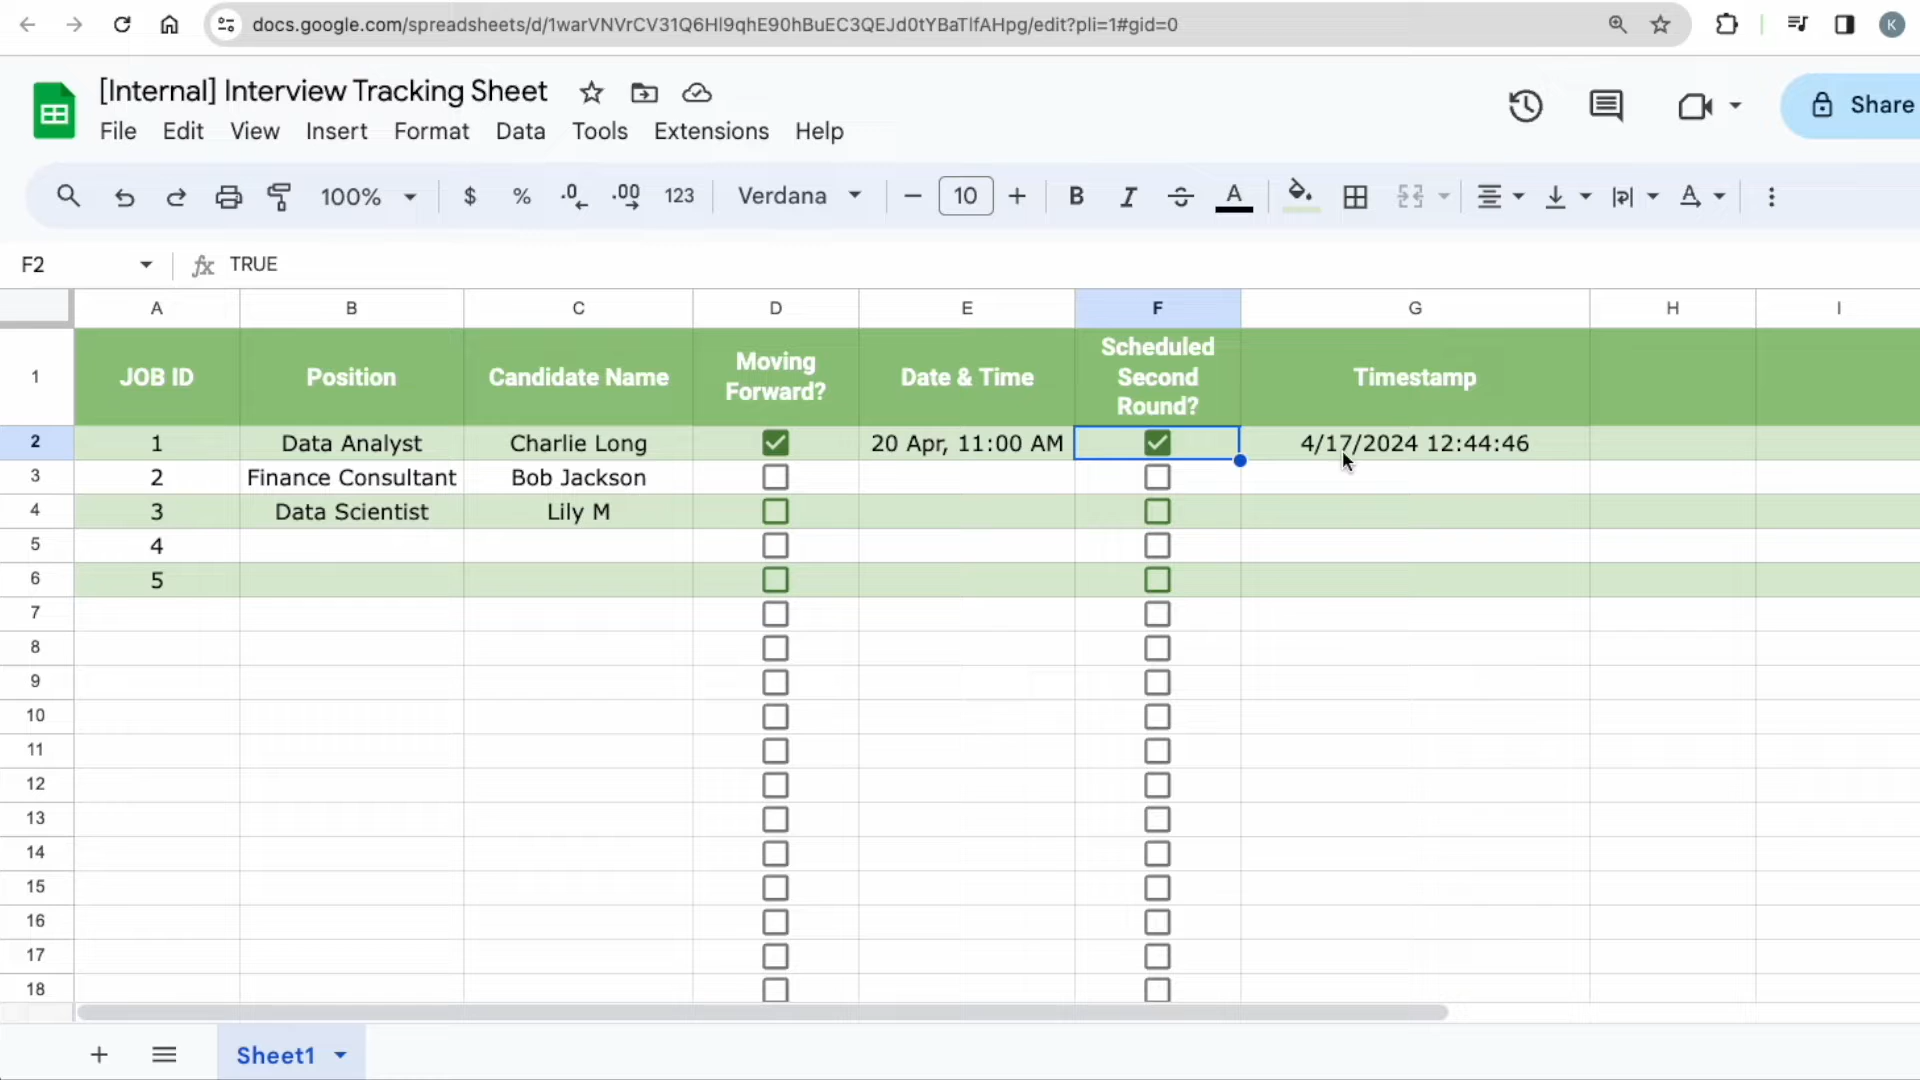 docs.google.com/spreadsheets/d/1warVNVrCV31Q6Hl9qhE90hBuEC3QEJd0tYBaTlfAHpg/edit?pli=1#gid=0
K
[Internal] Interview Tracking Sheet
File Edit View Insert Format Data Tools Extensions Help
Share
100% $ % .0 .00 123 Verdana 10 B I S A A
F2 fx TRUE
A B C D E F G H I
1 JOB ID Position Candidate Name Moving Forward? Date & Time Scheduled Second Round? Timestamp
2 1 Data Analyst Charlie Long 20 Apr, 11:00 AM 4/17/2024 12:44:46
3 2 Finance Consultant Bob Jackson
4 3 Data Scientist Lily M
5 4
6 5
7
8
9
10
11
12
13
14
15
16
17
18
Sheet1